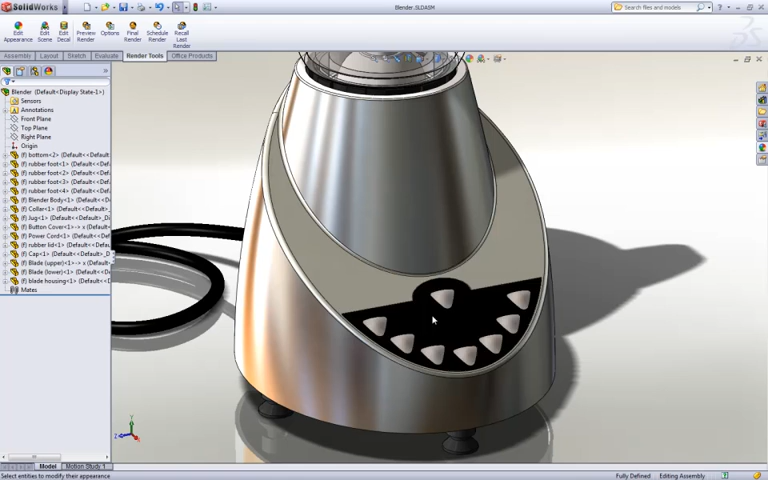 SolidWorks
Blender.SLDASM
Search files and models
Edit Appearance
Edit Scene
Edit Decal
Preview Render
Options
Final Render
Schedule Render
Recall Last Render
Assembly Layout Sketch Evaluate Render Tools Office Products
Blender (Default<Display State-1>)
Sensors
Annotations
Front Plane
Top Plane
Right Plane
Origin
(f) bottom<2> (Default<<Default
(f) rubber foot<1> (Default<<Def
(f) rubber foot<2> (Default<<Def
(f) rubber foot<3> (Default<<Def
(f) rubber foot<4> (Default<<Def
(f) Blender Body<1> (Default<<D
(f) Collar<1> (Default<<Default
(f) Jug<1> (Default<<Default>_Di
(f) Button Cover<1>-> x (Default
(f) Power Cord<1> (Default<<De
(f) rubber lid<1> (Default<<Defa
(f) Cap<1> (Default<Default>_D
(f) Blade (upper)<1>-> x (Default
(f) Blade (lower)<1> (Default<<D
(f) blade housing<1> (Default<<D
Mates
Y
Z
Model Motion Study 1
Select entities to modify their appearance
Fully Defined Editing Assembly